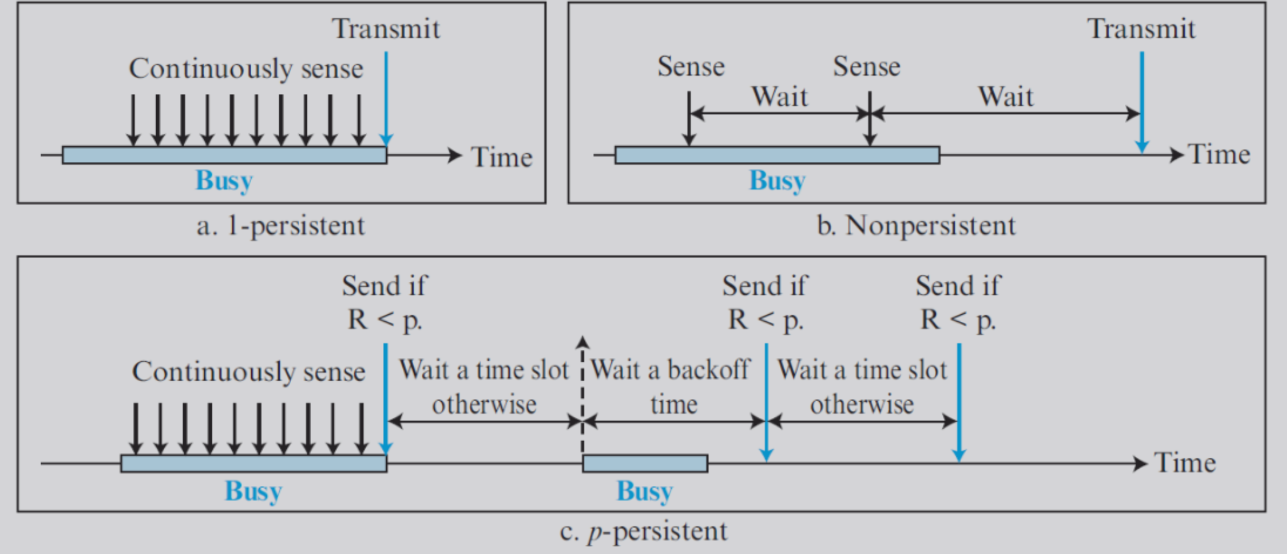 Transmit
Continuously sense
Time
Busy
a. 1-persistent
Transmit
Sense
Sense
Wait
Wait
Time
Busy
b. Nonpersistent
Send if
R < p.
Send if
R < p.
Send if
R < p.
Continuously sense
Wait a time slot
otherwise
Wait a backoff
time
Wait a time slot
otherwise
Time
Busy
Busy
c. p-persistent